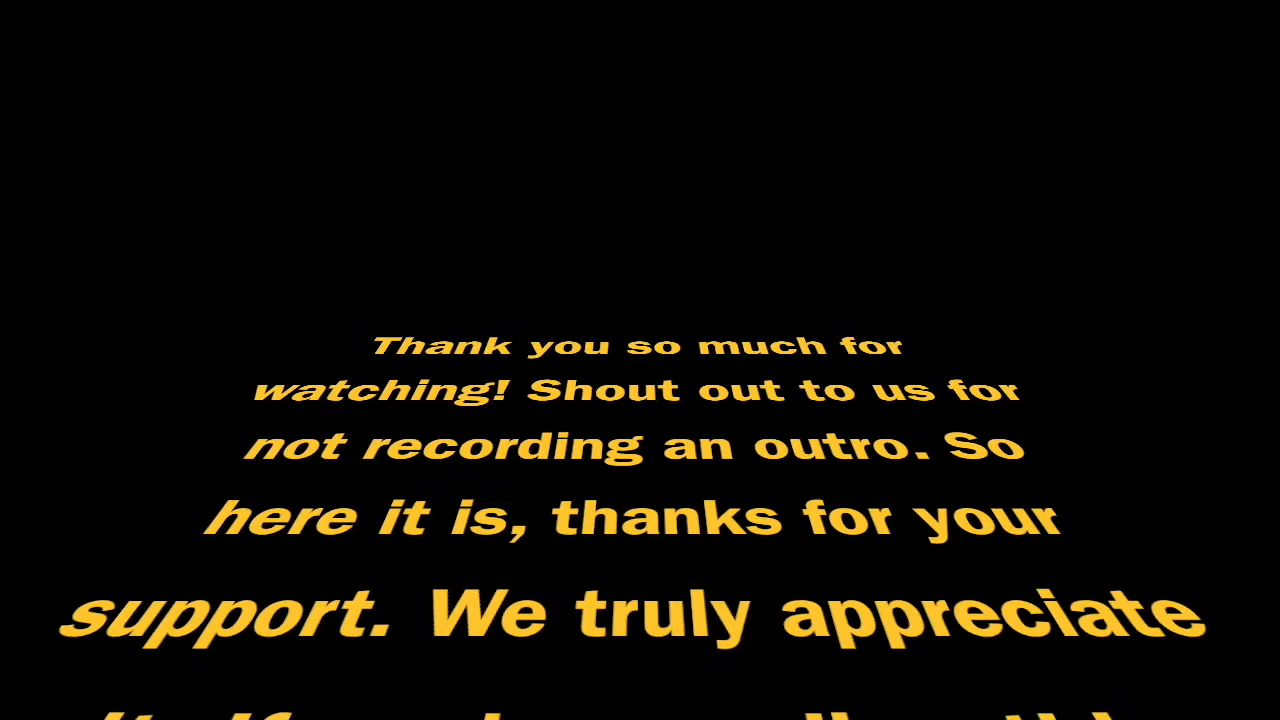 Thank you so much for
watching! Shout out to us for
not recording an outro. So
here it is, thanks for your
support. We truly appreciate